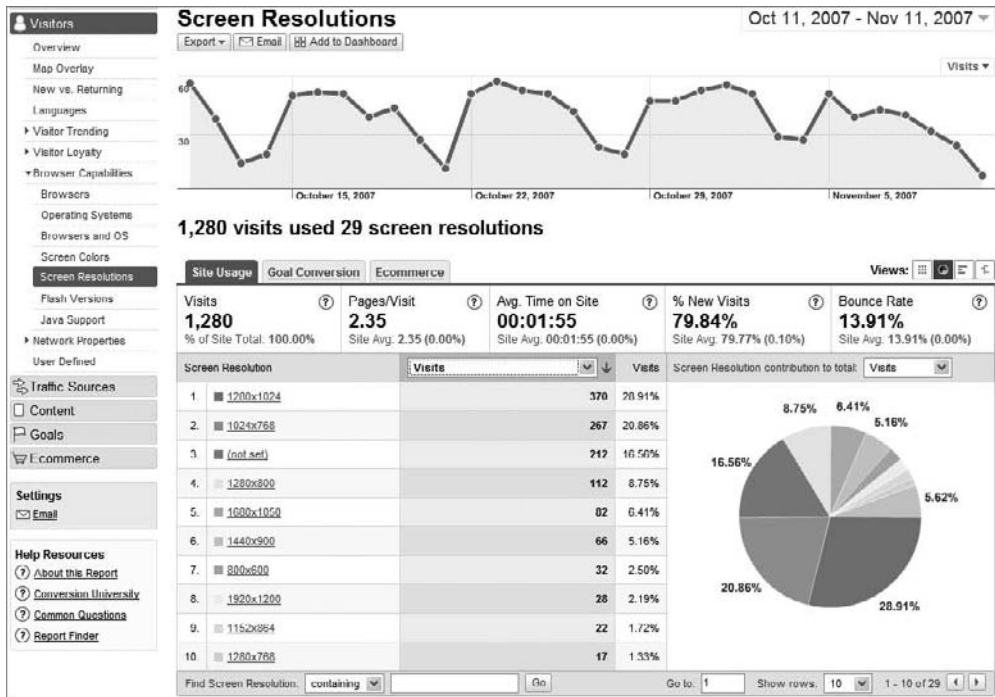 Visitors
Overview
Map Overlay
New vs. Returning
Languages
Visitor Trending
Visitor Loyalty
Browser Capabilities
Browsers
Operating Systems
Browsers and OS
Screen Colors
Screen Resolutions
Flash Versions
Java Support
Network Properties
User Defined
Traffic Sources
Content
Goals
Ecommerce
Settings
Email
Help Resources
About this Report
Conversion University
Common Questions
Report Finder
Screen Resolutions
Oct 11, 2007 - Nov 11, 2007
Export Email Add to Dashboard
Visits
60
30
October 15, 2007 October 22, 2007 October 29, 2007 November 5, 2007
1,280 visits used 29 screen resolutions
Site Usage Goal Conversion Ecommerce Views:
Visits Pages/Visit Avg. Time on Site % New Visits Bounce Rate
1,280 2.35 00:01:55 79.84% 13.91%
% of Site Total: 100.00% Site Avg: 2.35 (0.00%) Site Avg: 00:01:55 (0.00%) Site Avg: 79.77% (0.10%) Site Avg: 13.91% (0.00%)
Screen Resolution Visits Visits Screen Resolution contribution to total: Visits
1. 1280x1024 370 28.91%
2. 1024x768 267 20.86%
3. (not set) 212 16.56%
4. 1280x800 112 8.75%
5. 1680x1050 82 6.41%
6. 1440x900 66 5.16%
7. 800x600 32 2.50%
8. 1920x1200 28 2.19%
9. 1152x864 22 1.72%
10. 1280x768 17 1.33%
8.75% 6.41%
5.16%
16.56%
5.62%
20.86%
28.91%
Find Screen Resolution: containing Go Go to: 1 Show rows: 10 1 - 10 of 29